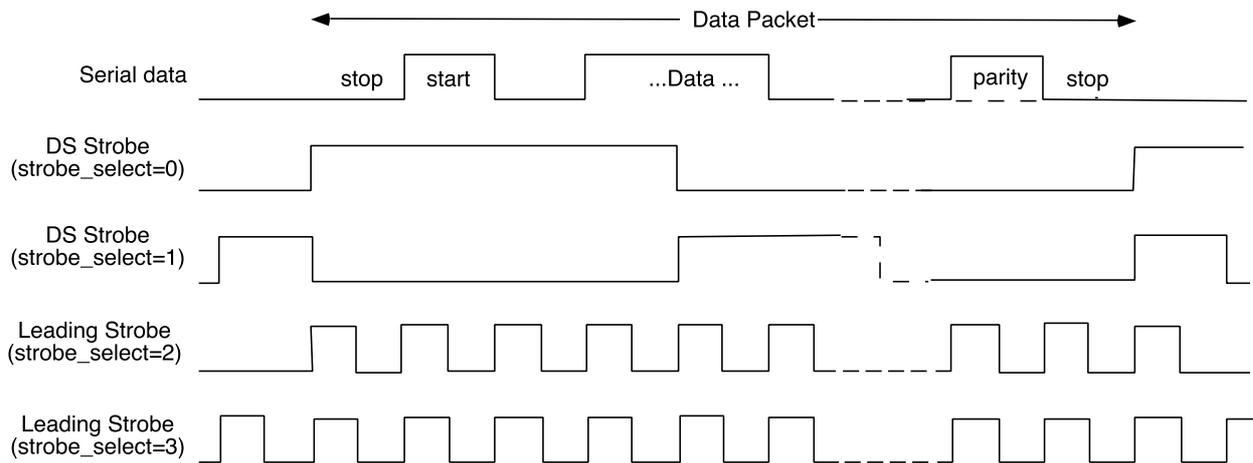 Data Packet
Serial data
stop
start
...Data ...
parity
stop
DS Strobe
(strobe_select=0)
DS Strobe
(strobe_select=1)
Leading Strobe
(strobe_select=2)
Leading Strobe
(strobe_select=3)